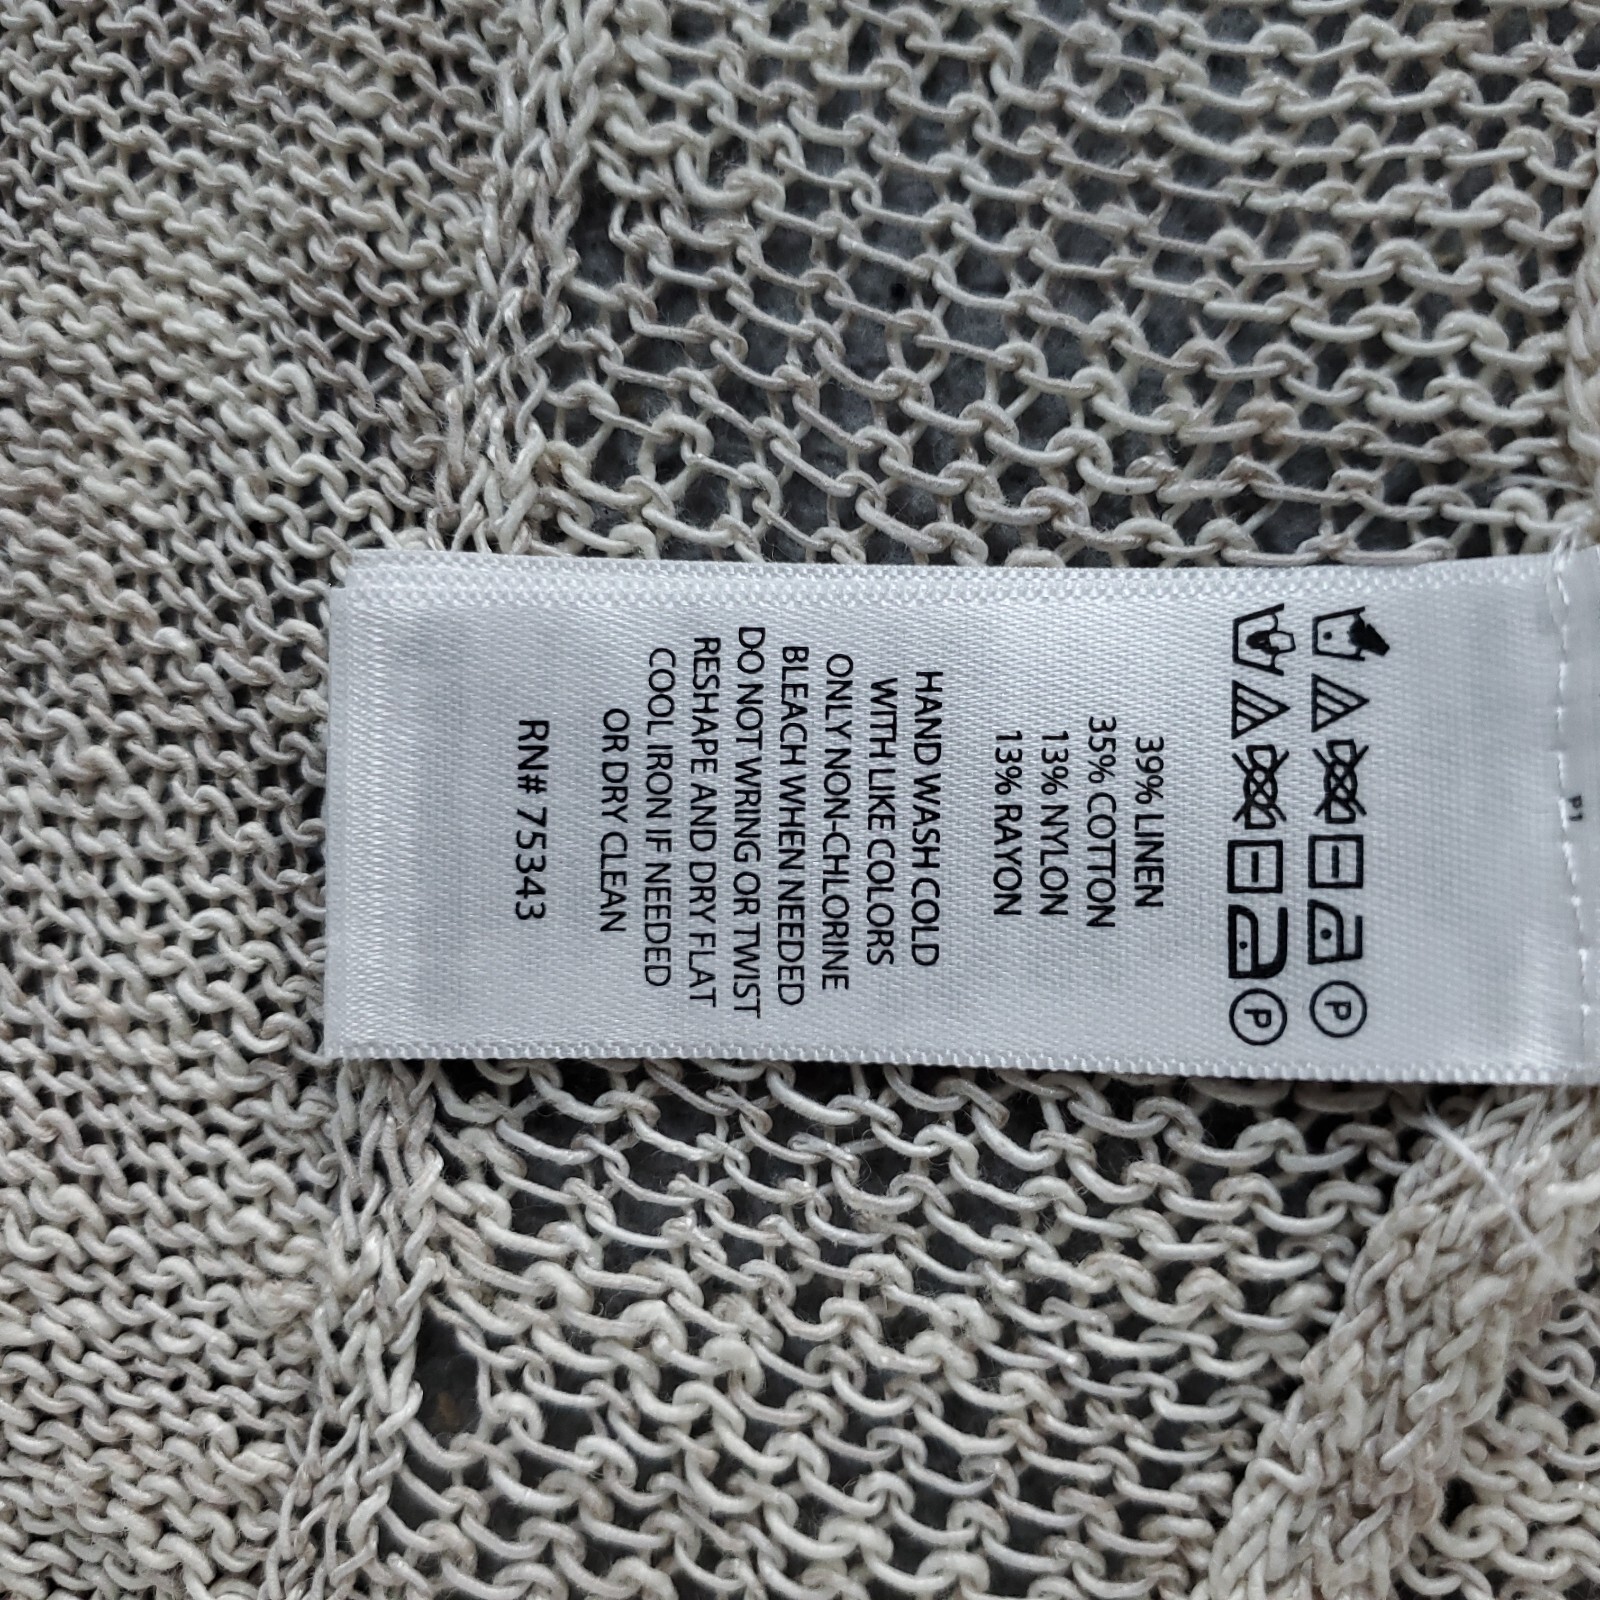 P1
P
P
39% LINEN
35% COTTON
13% NYLON
13% RAYON
HAND WASH COLD
WITH LIKE COLORS
ONLY NON-CHLORINE
BLEACH WHEN NEEDED
DO NOT WRING OR TWIST
RESHAPE AND DRY FLAT
COOL IRON IF NEEDED
OR DRY CLEAN
RN# 75343